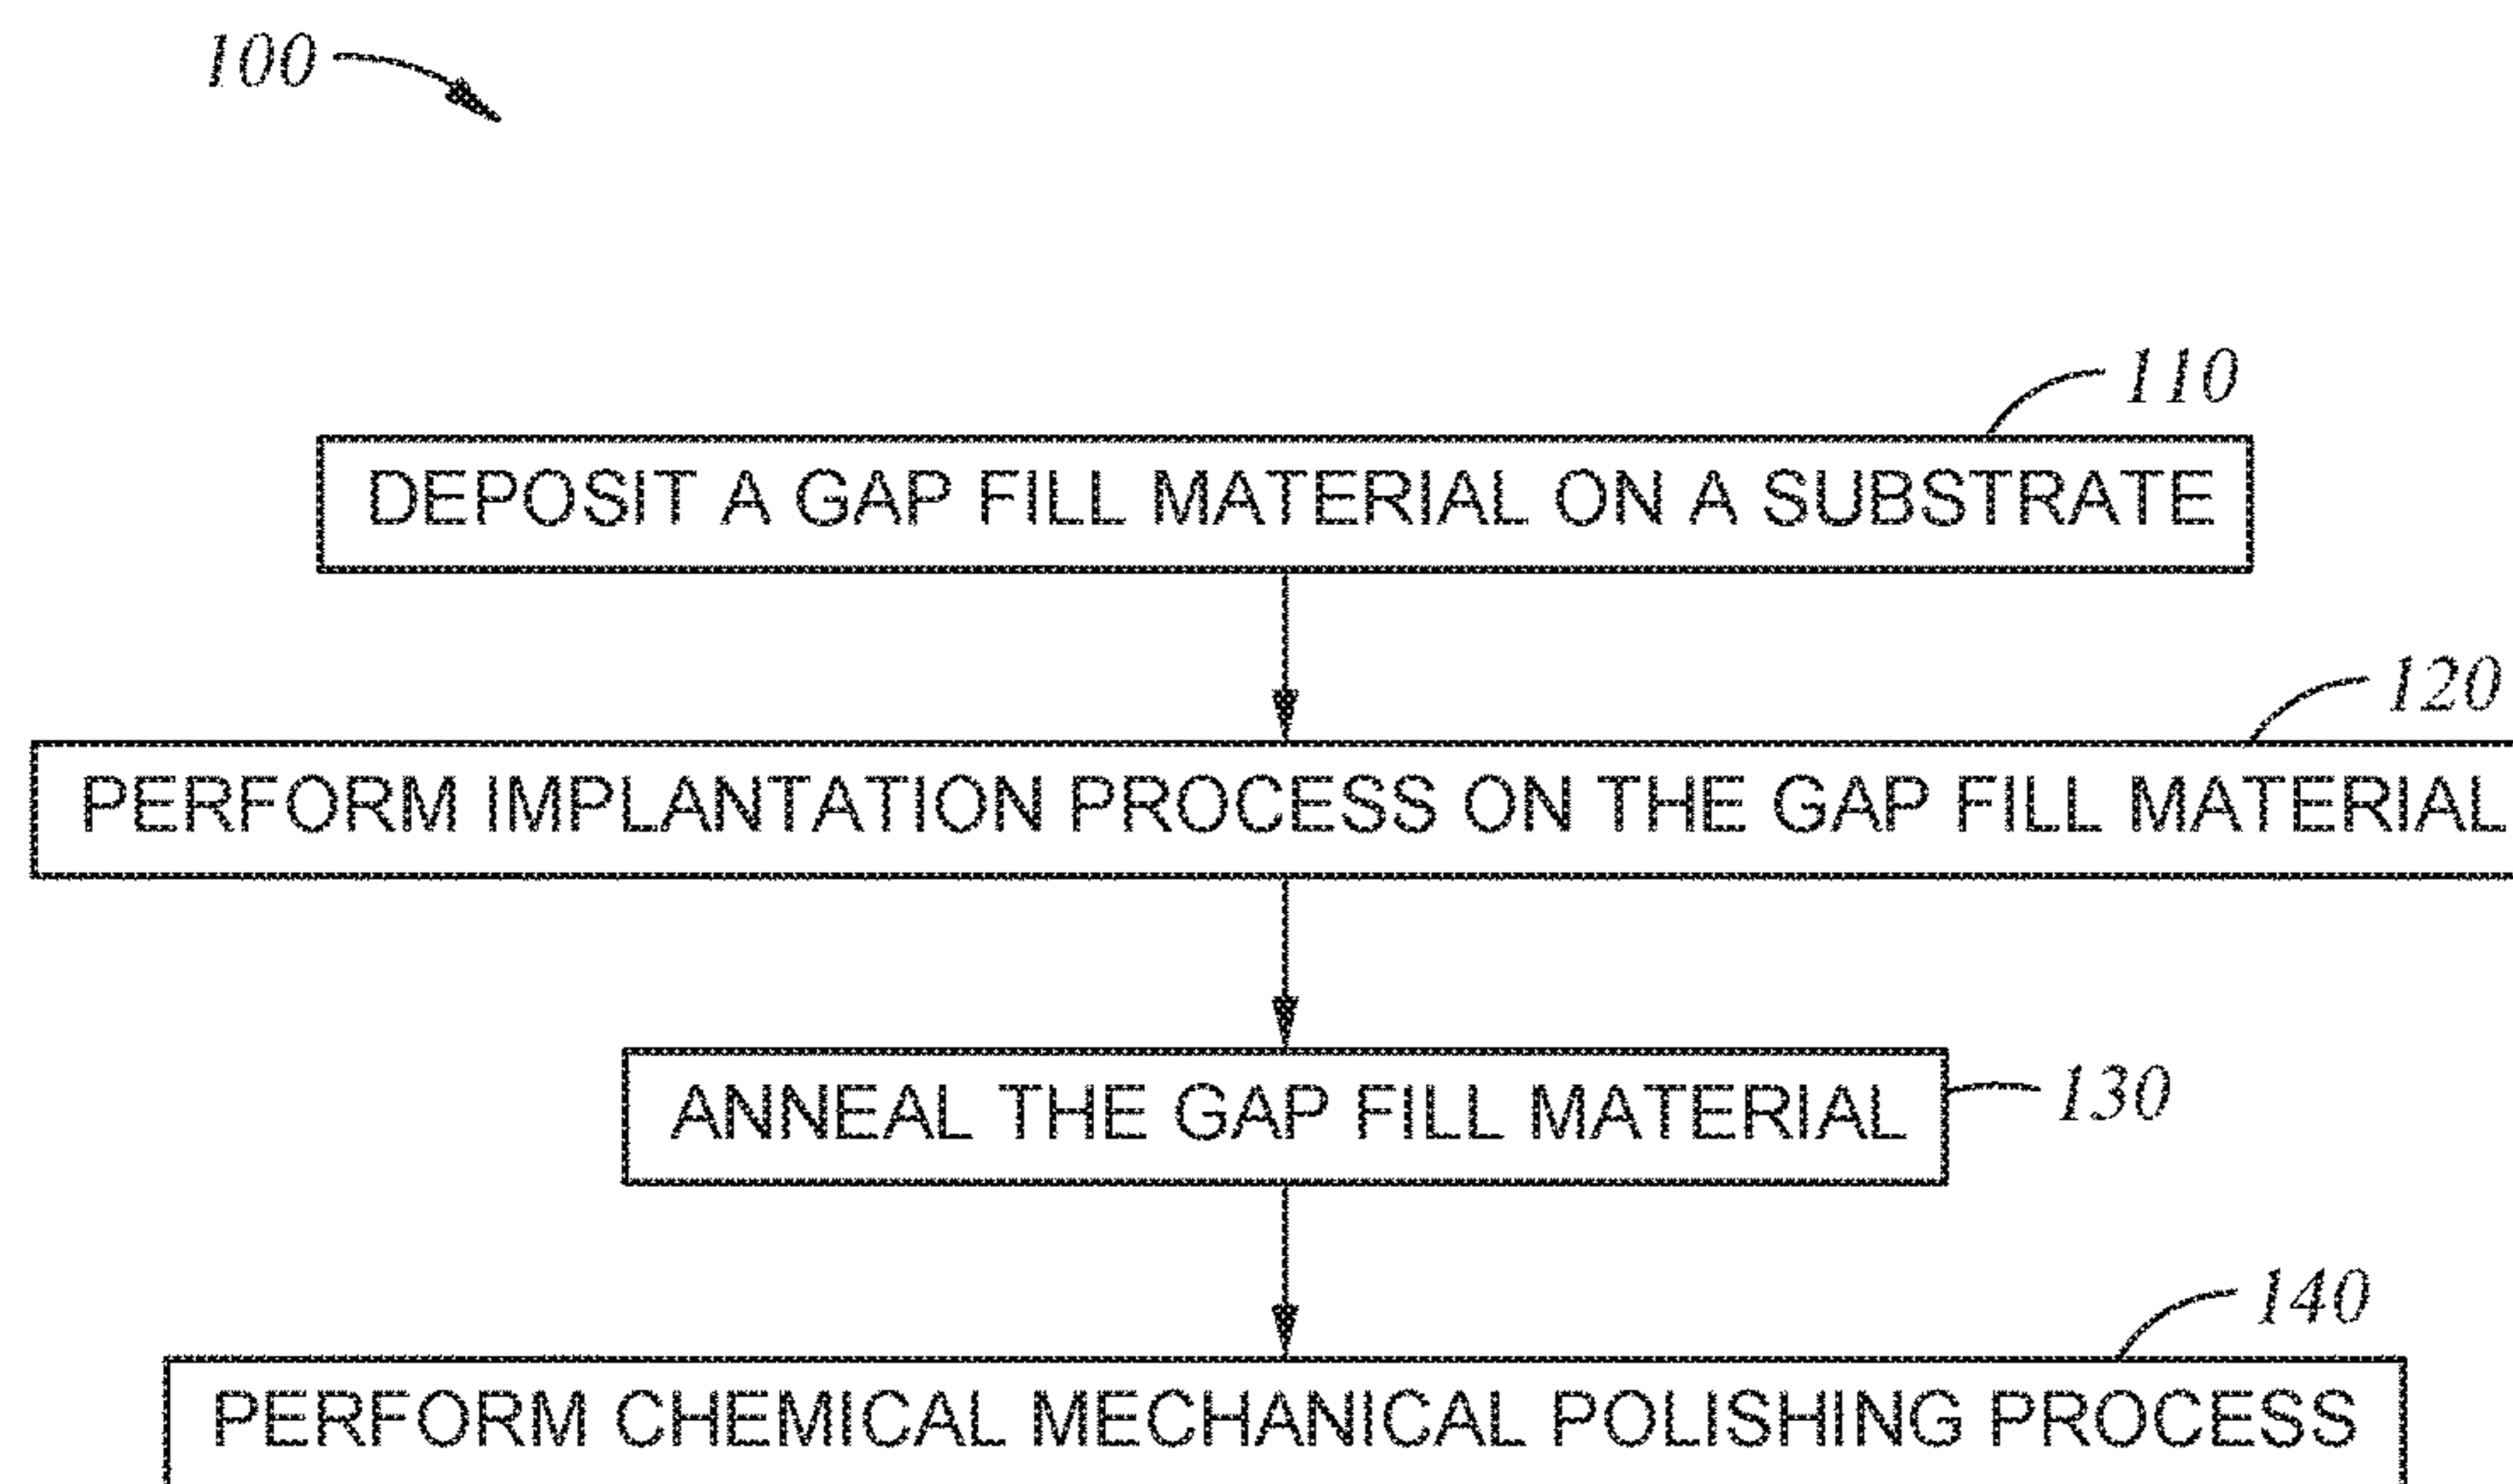 100
110
DEPOSIT A GAP FILL MATERIAL ON A SUBSTRATE
120
PERFORM IMPLANTATION PROCESS ON THE GAP FILL MATERIAL
ANNEAL THE GAP FILL MATERIAL
130
140
PERFORM CHEMICAL MECHANICAL POLISHING PROCESS